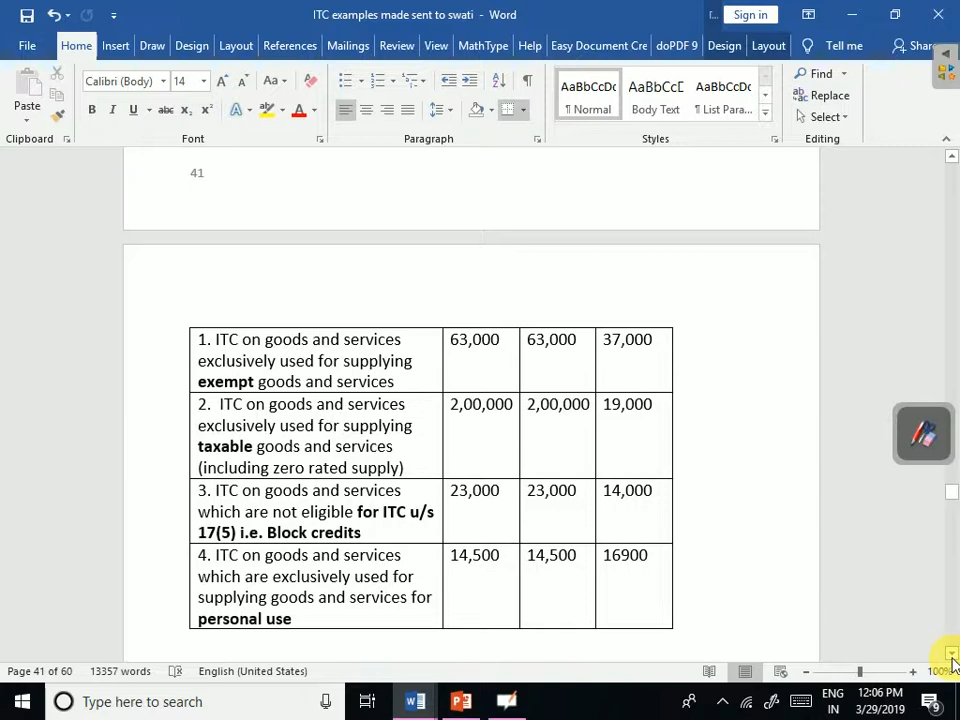 ITC examples made sent to swati - Word
Sign in
File Home Insert Draw Design Layout References Mailings Review View MathType Help Easy Document Cre doPDF 9 Design Layout Tell me Share
Paste
Calibri (Body) 14
Aa
B I U abc x₂ x²
AaBbCcDc AaBbCcD AaBbCcDc
¶ Normal Body Text ¶ List Para...
Find
Replace
Select
Clipboard Font Paragraph Styles Editing
41
1. ITC on goods and services 63,000 63,000 37,000
exclusively used for supplying
exempt goods and services
2. ITC on goods and services 2,00,000 2,00,000 19,000
exclusively used for supplying
taxable goods and services
(including zero rated supply)
3. ITC on goods and services 23,000 23,000 14,000
which are not eligible for ITC u/s
17(5) i.e. Block credits
4. ITC on goods and services 14,500 14,500 16900
which are exclusively used for
supplying goods and services for
personal use
Page 41 of 60 13357 words English (United States) 100%
Type here to search
ENG
IN
12:06 PM
3/29/2019
9